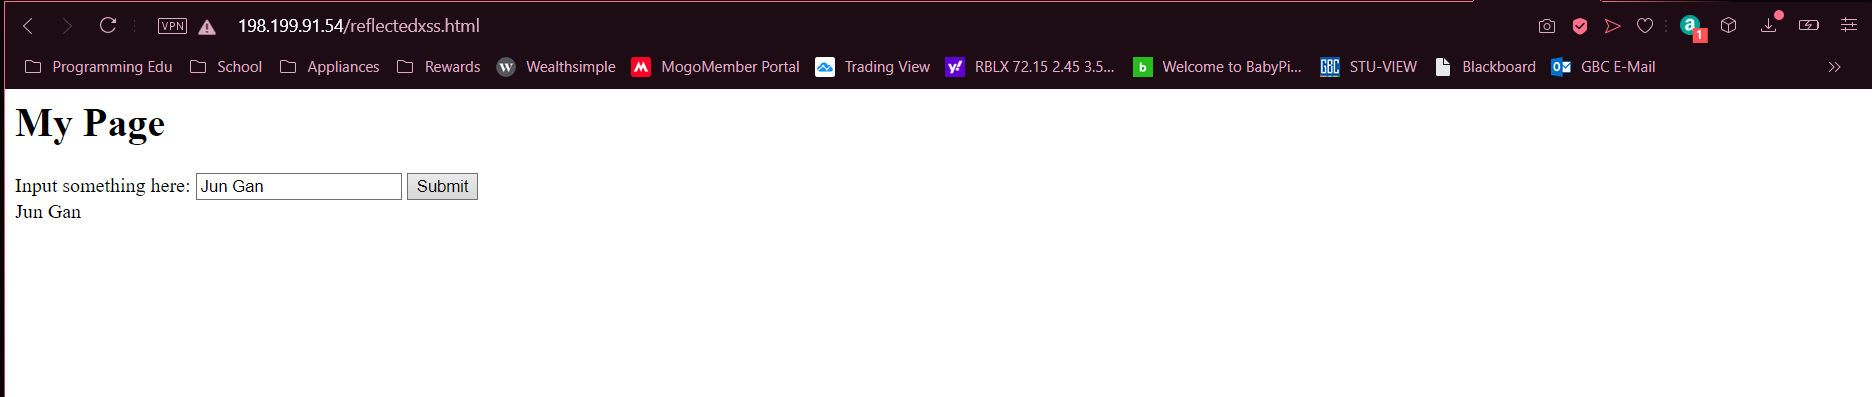 VPN 198.199.91.54/reflectedxss.html a 1
Programming Edu School Appliances Rewards W Wealthsimple M MogoMember Portal Trading View y! RBLX 72.15 2.45 3.5... b Welcome to BabyPi... GBC STU-VIEW Blackboard O GBC E-Mail
My Page
Input something here: Jun Gan Submit
Jun Gan